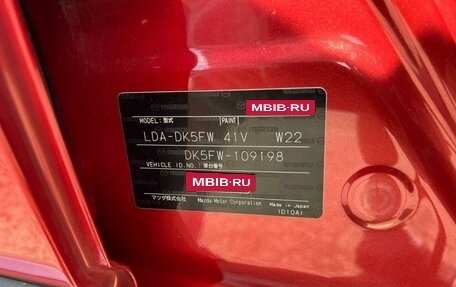 MBIB.RU
MODEL:型式 PAINT
LDA-DK5FW 41V W22
DK5FW-109198
VEHICLE ID.NO.:車台番号
MBIB.RU
マツダ株式会社 Mazda Motor Corporation Made in Japan
(D10A)